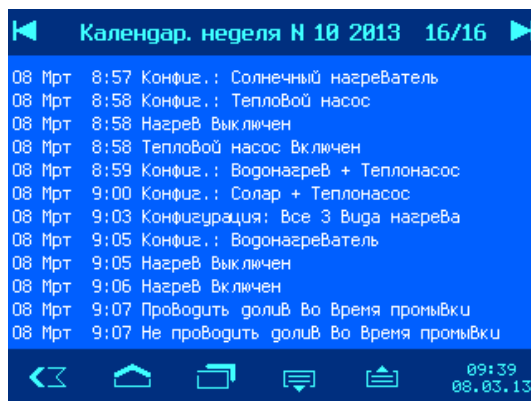 Календар. неделя N 10 2013 16/16
08 Мрт 8:57 Конфиг.: Солнечный нагреватель
08 Мрт 8:58 Конфиг.: Тепловой насос
08 Мрт 8:58 Нагрев Выключен
08 Мрт 8:58 Тепловой насос Включен
08 Мрт 8:59 Конфиг.: Водонагрев + Теплонасос
08 Мрт 9:00 Конфиг.: Солар + Теплонасос
08 Мрт 9:03 Конфигурация: Все 3 Вида нагрева
08 Мрт 9:05 Конфиг.: Водонагреватель
08 Мрт 9:05 Нагрев Выключен
08 Мрт 9:06 Нагрев Включен
08 Мрт 9:07 Проводить долив Во Время промывки
08 Мрт 9:07 Не проводить долив Во Время промывки
09:39
08.03.13